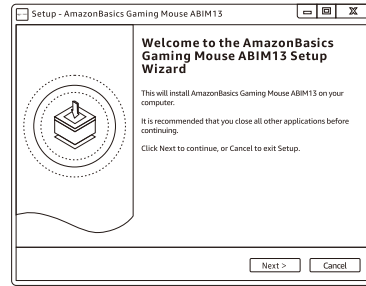 Setup - AmazonBasics Gaming Mouse ABIM13
Welcome to the AmazonBasics
Gaming Mouse ABIM13 Setup
Wizard
This will install AmazonBasics Gaming Mouse ABIM13 on your
computer.
It is recommended that you close all other applications before
continuing.
Click Next to continue, or Cancel to exit Setup.
Next >
Cancel